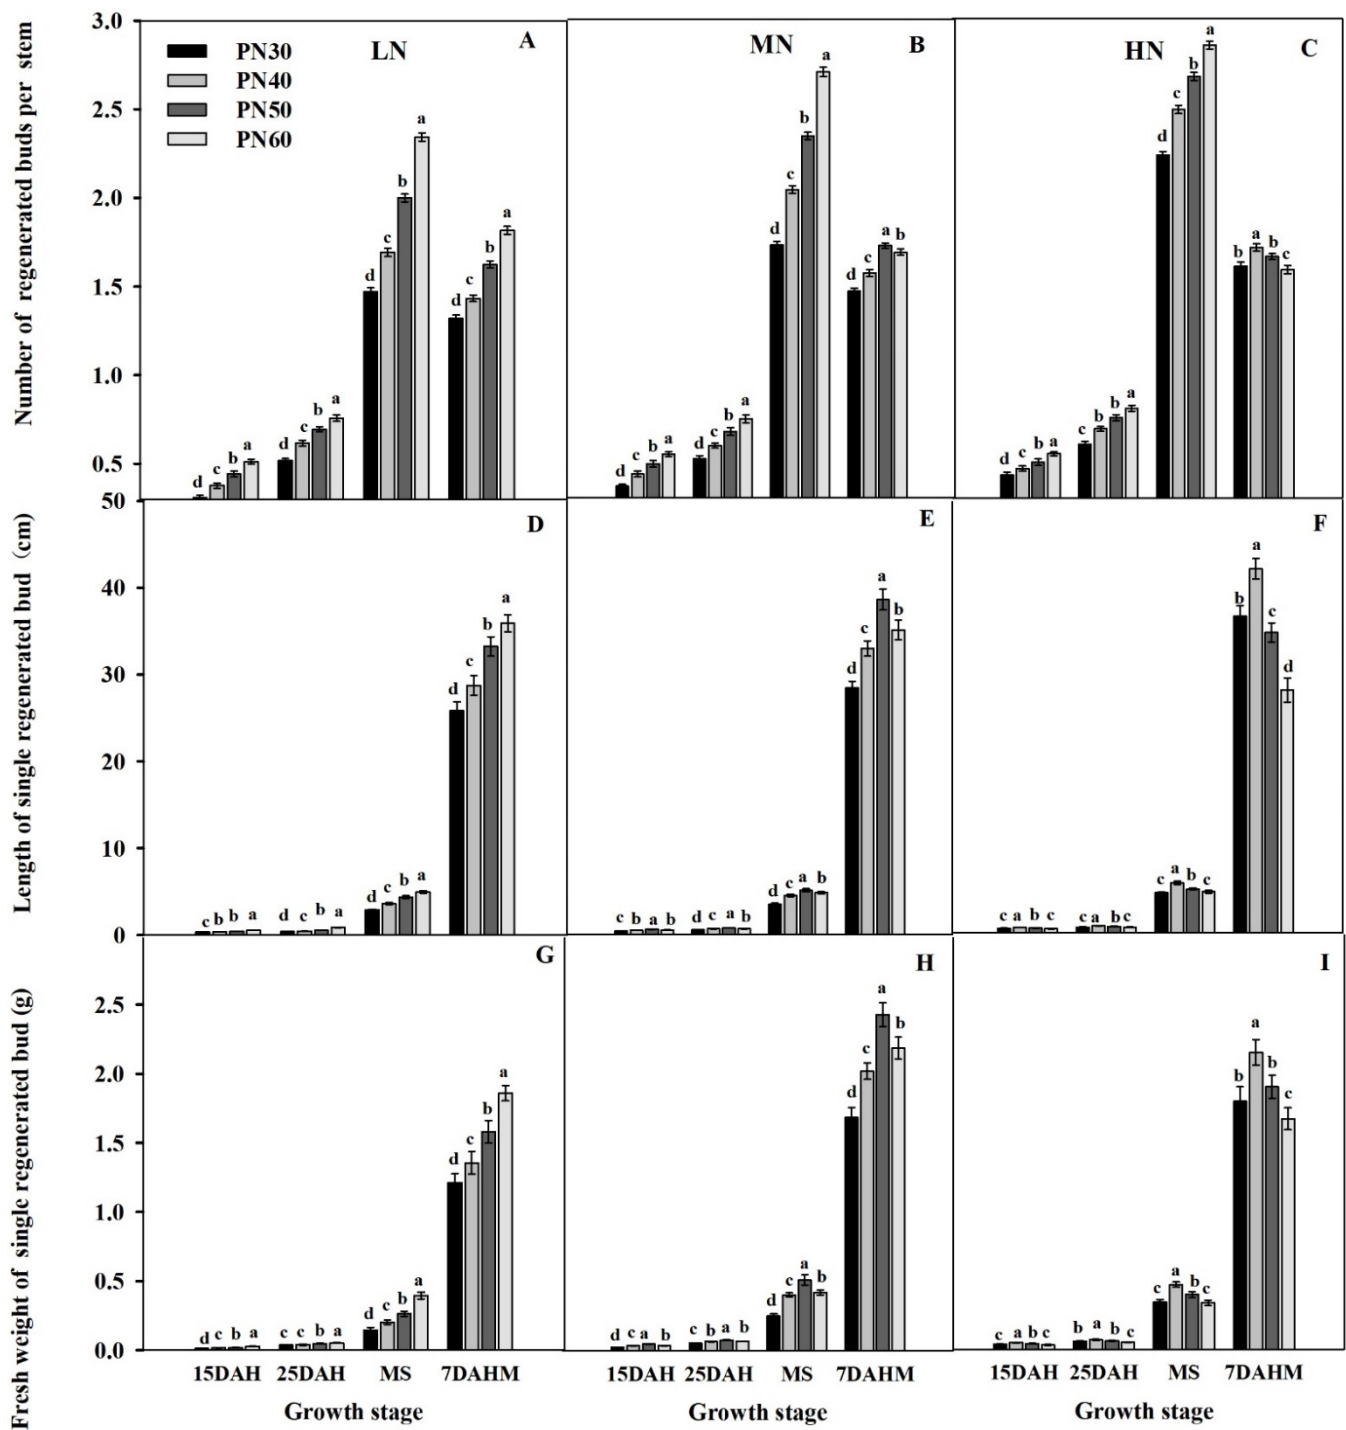 Number of regenerated buds per stem
3.0
2.5
2.0
1.5
1.0
0.5
LN
A
PN30
PN40
PN50
PN60
d c b a
d c b a
d c b a
d c b a
MN
B
d c b a
d c b a
d c b a
d c a b
HN
C
d c b a
c b b a
d c b a
b a b c
Length of single regenerated bud (cm)
50
40
30
20
10
0
D
c b b a
d c b a
d c b a
d c b a
E
c b a b
d c a b
d c a b
d c a b
F
c a b c
c a b c
c a b c
b a c d
Fresh weight of single regenerated bud (g)
2.5
2.0
1.5
1.0
0.5
0.0
G
d c b a
c c b a
d c b a
d c b a
H
d c a b
c b a b
d c a b
d c a b
I
c a b c
b a b c
c a b c
b a b c
15DAH 25DAH MS 7DAHM
15DAH 25DAH MS 7DAHM
15DAH 25DAH MS 7DAHM
Growth stage
Growth stage
Growth stage